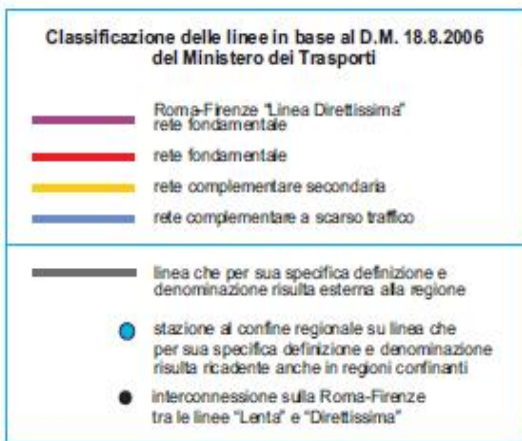 Classificazione delle linee in base al D.M. 18.8.2006
del Ministero dei Trasporti
Roma-Firenze "Linea Direttissima"
rete fondamentale
rete fondamentale
rete complementare secondaria
rete complementare a scarso traffico
linea che per sua specifica definizione e
denominazione risulta esterna alla regione
stazione al confine regionale su linea che
per sua specifica definizione e denominazione
risulta ricadente anche in regioni confinanti
interconnessione sulla Roma-Firenze
tra le linee "Lenta" e "Direttissima"